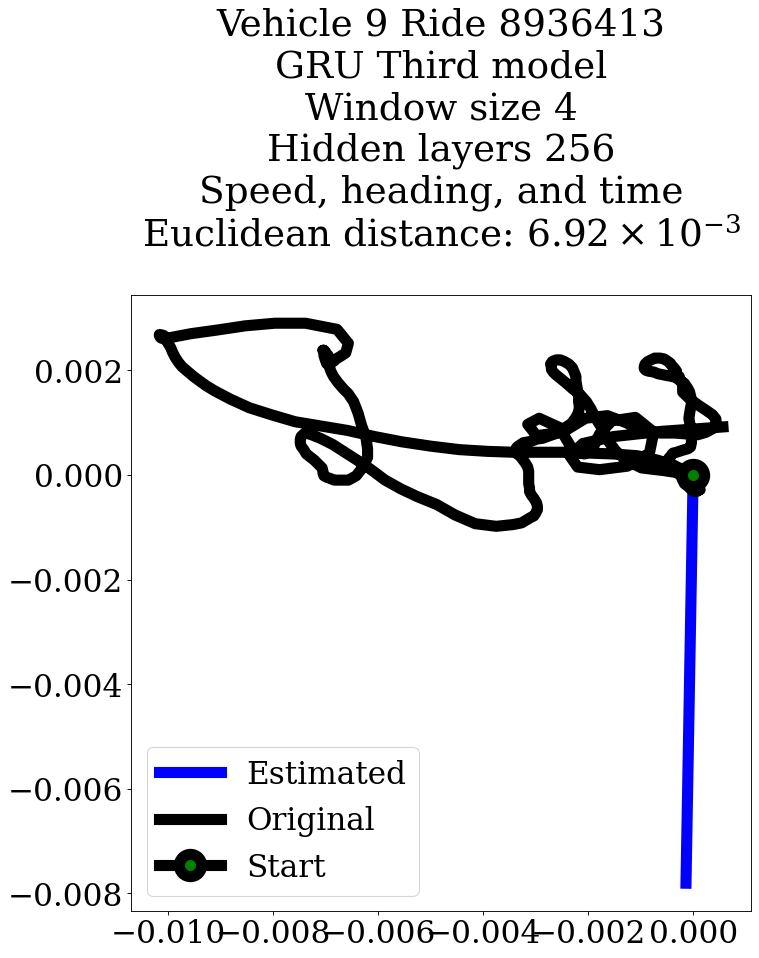 Vehicle 9 Ride 8936413
GRU Third model
Window size 4
Hidden layers 256
Speed, heading, and time
Euclidean distance: 6.92 × 10⁻³
0.002
0.000
−0.002
−0.004
−0.006
−0.008
Estimated
Original
Start
−0.010 −0.008 −0.006 −0.004 −0.002 0.000